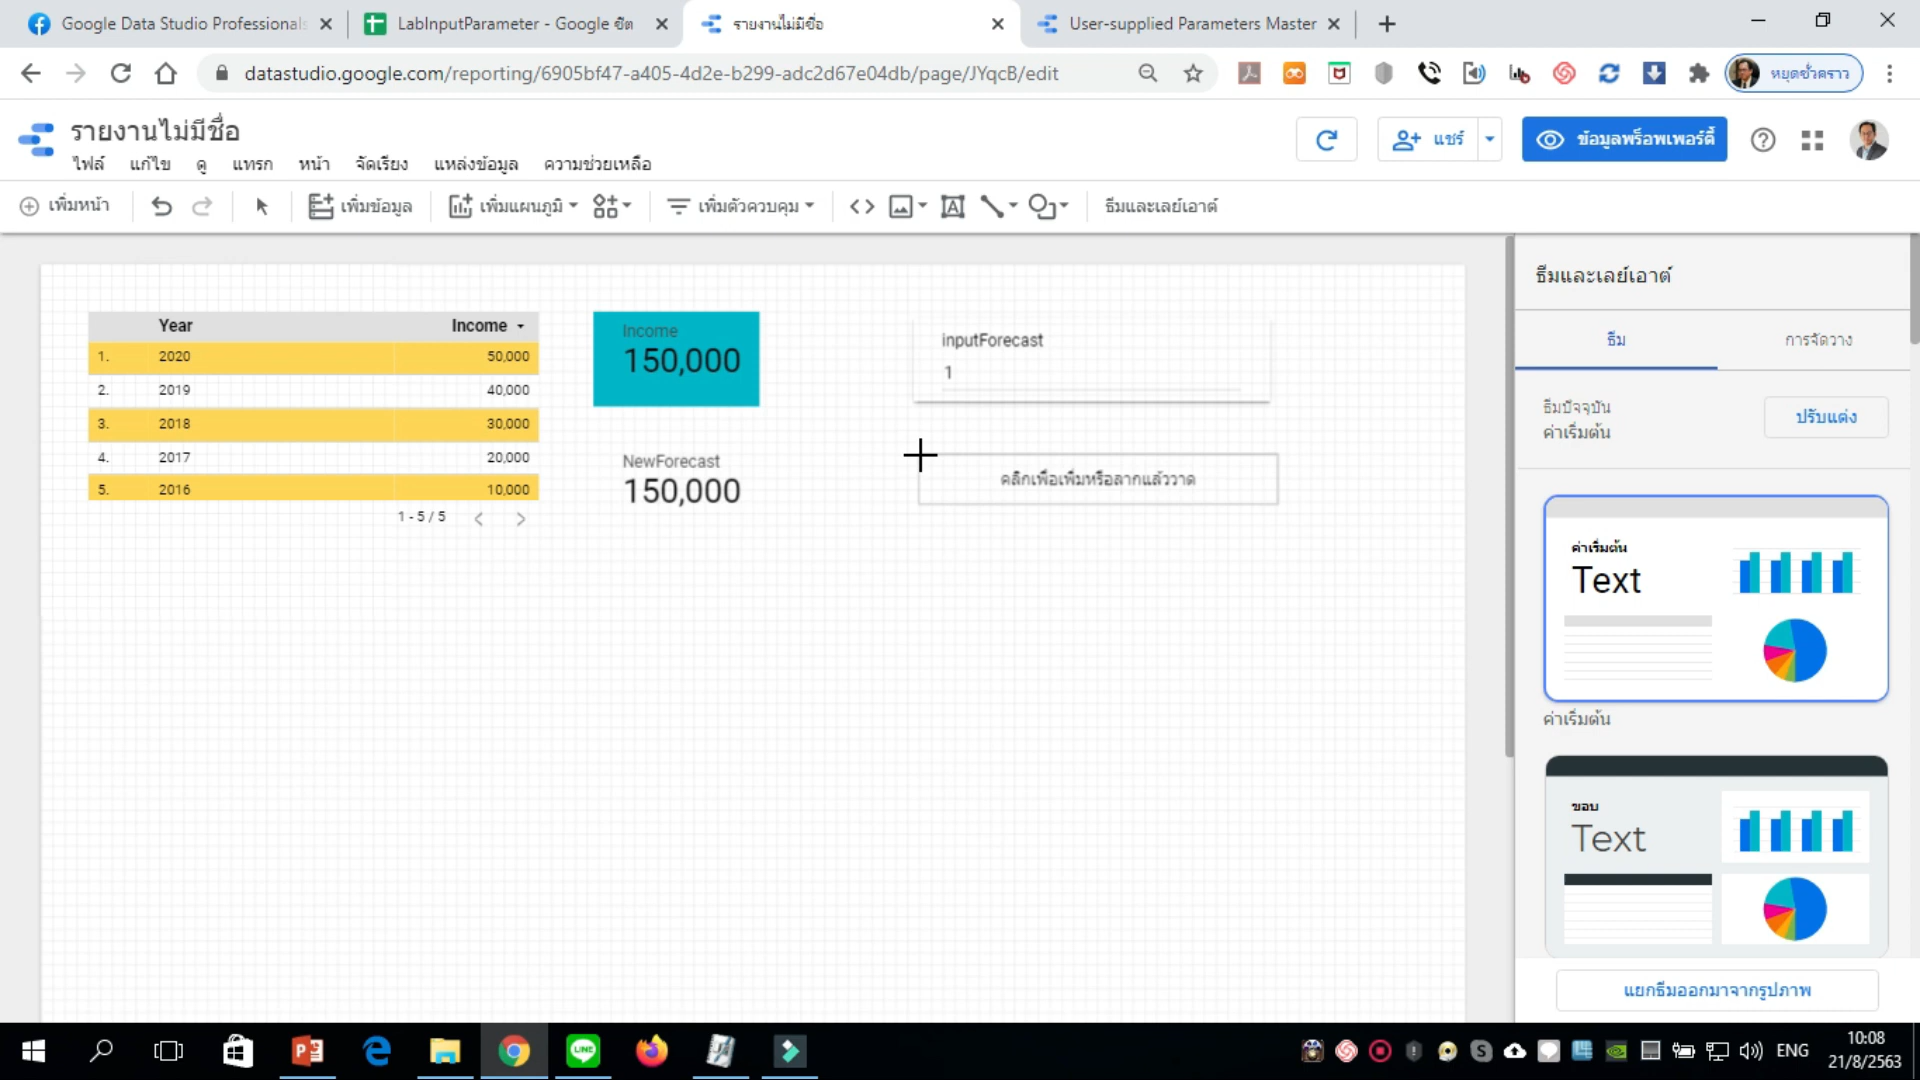 Google Data Studio Professionals
LabInputParameter - Google ชีต
รายงานไม่มีชื่อ
User-supplied Parameters Master
datastudio.google.com/reporting/6905bf47-a405-4d2e-b299-adc2d67e04db/page/JYqcB/edit
หยุดชั่วคราว
รายงานไม่มีชื่อ
ไฟล์ แก้ไข ดู แทรก หน้า จัดเรียง แหล่งข้อมูล ความช่วยเหลือ
แชร์
ข้อมูลพร็อพเพอร์ตี้
เพิ่มหน้า
เพิ่มข้อมูล
เพิ่มแผนภูมิ
เพิ่มตัวควบคุม
ธีมและเลย์เอาต์
Year Income
1. 2020 50,000
2. 2019 40,000
3. 2018 30,000
4. 2017 20,000
5. 2016 10,000
1 - 5 / 5
Income
150,000
NewForecast
150,000
inputForecast
1
คลิกเพื่อเพิ่มหรือลากแล้ววาด
ธีมและเลย์เอาต์
ธีม
การจัดวาง
ธีมปัจจุบัน
ค่าเริ่มต้น
ปรับแต่ง
ค่าเริ่มต้น
Text
ค่าเริ่มต้น
ขอบ
Text
แยกธีมออกมาจากรูปภาพ
LINE
ENG
10:08
21/8/2563